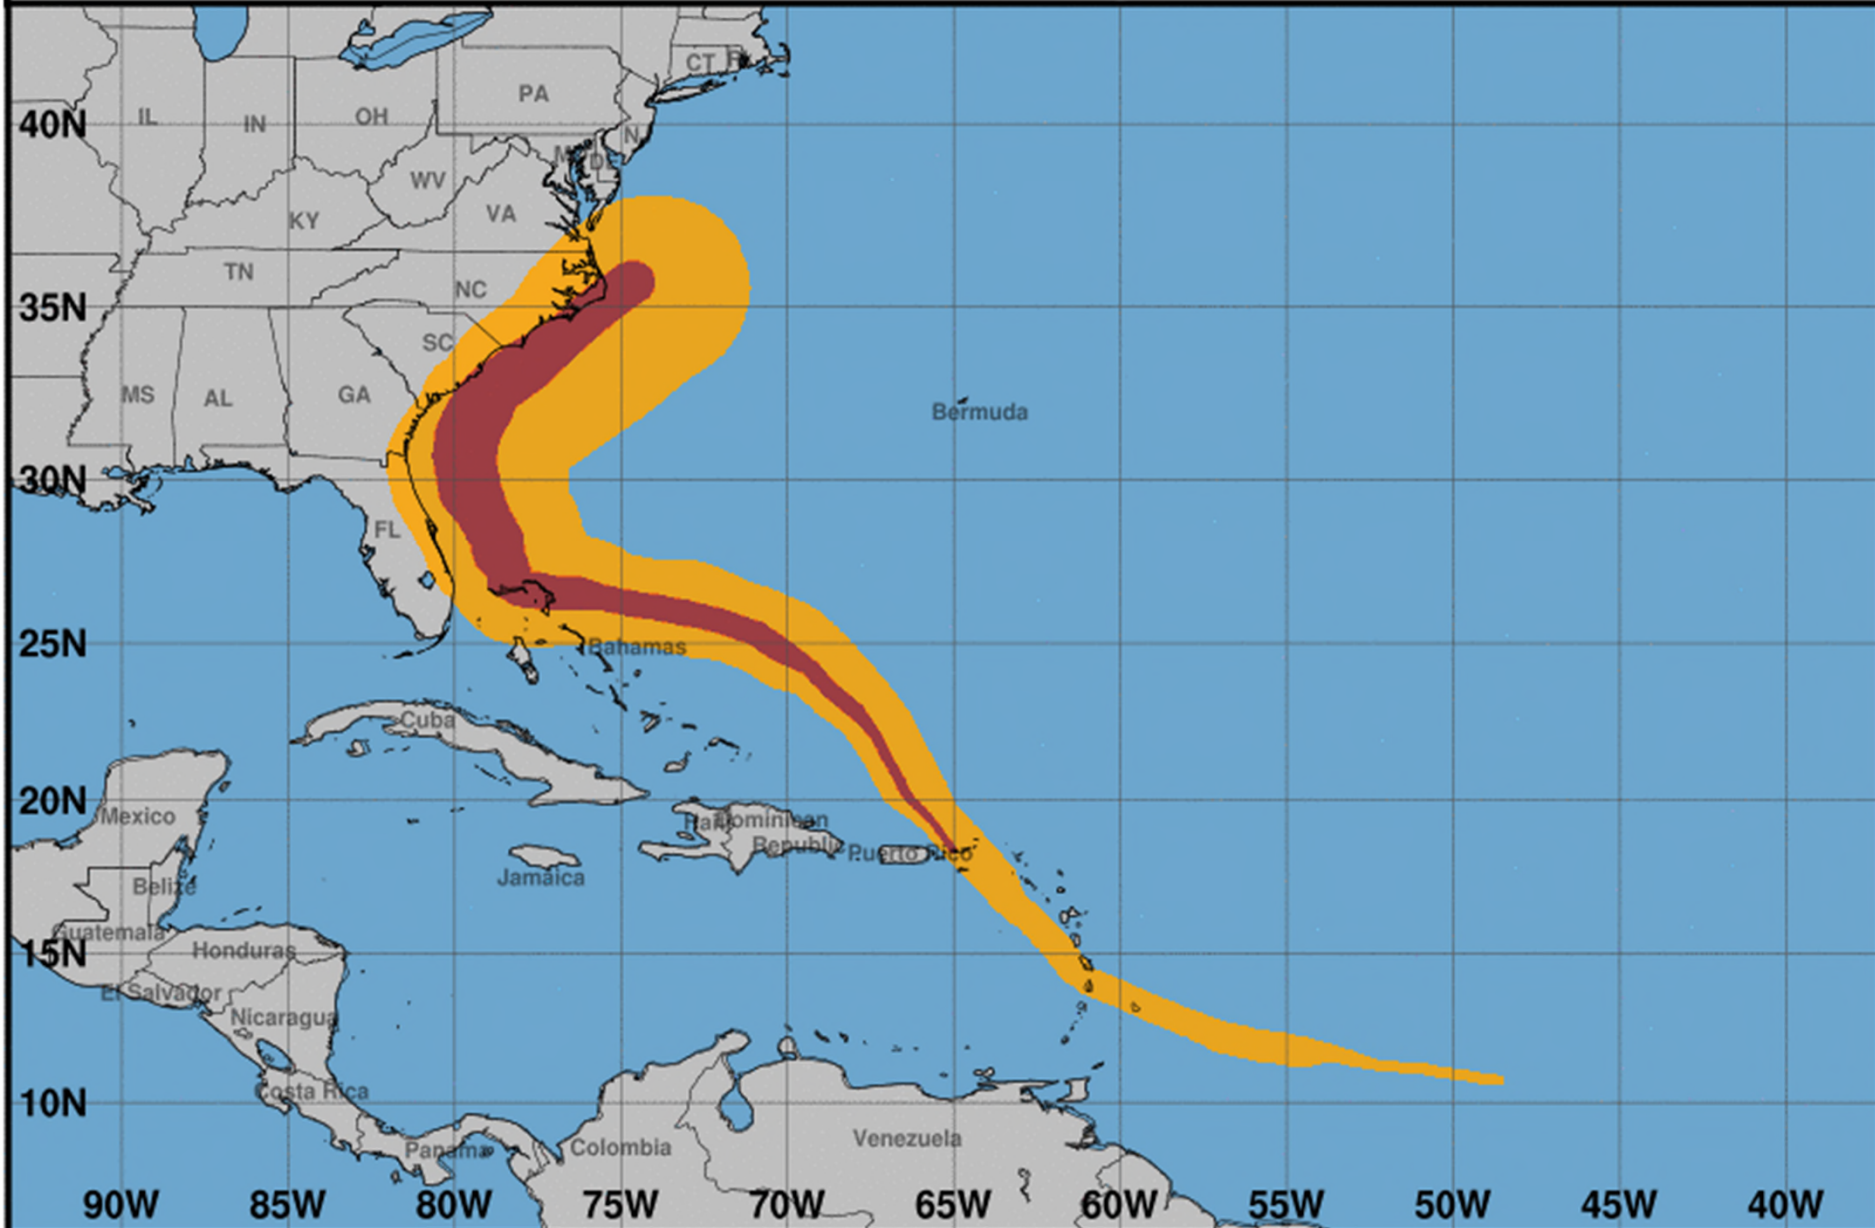 CT
PA
40N
IL
IN
OH
WV
VA
KY
TN
NC
35N
SC
MS
AL
GA
Bermuda
30N
FL
25N
Bahamas
Cuba
20N
Mexico
Dominican
Republic
Puerto Rico
Jamaica
Belize
Guatemala
15N
Honduras
El Salvador
Nicaragua
Costa Rica
10N
Panama
Colombia
Venezuela
90W 85W 80W 75W 70W 65W 60W 55W 50W 45W 40W